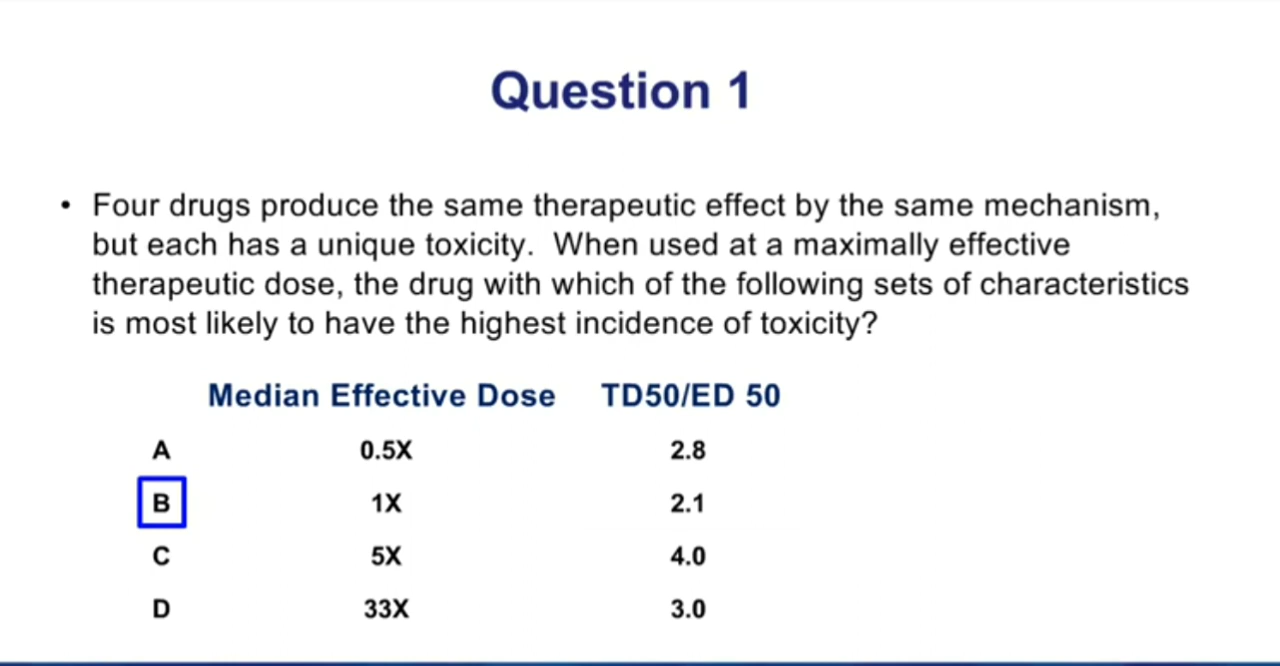 Question 1
• Four drugs produce the same therapeutic effect by the same mechanism,
but each has a unique toxicity. When used at a maximally effective
therapeutic dose, the drug with which of the following sets of characteristics
is most likely to have the highest incidence of toxicity?
Median Effective Dose TD50/ED 50
A 0.5X 2.8
B 1X 2.1
C 5X 4.0
D 33X 3.0